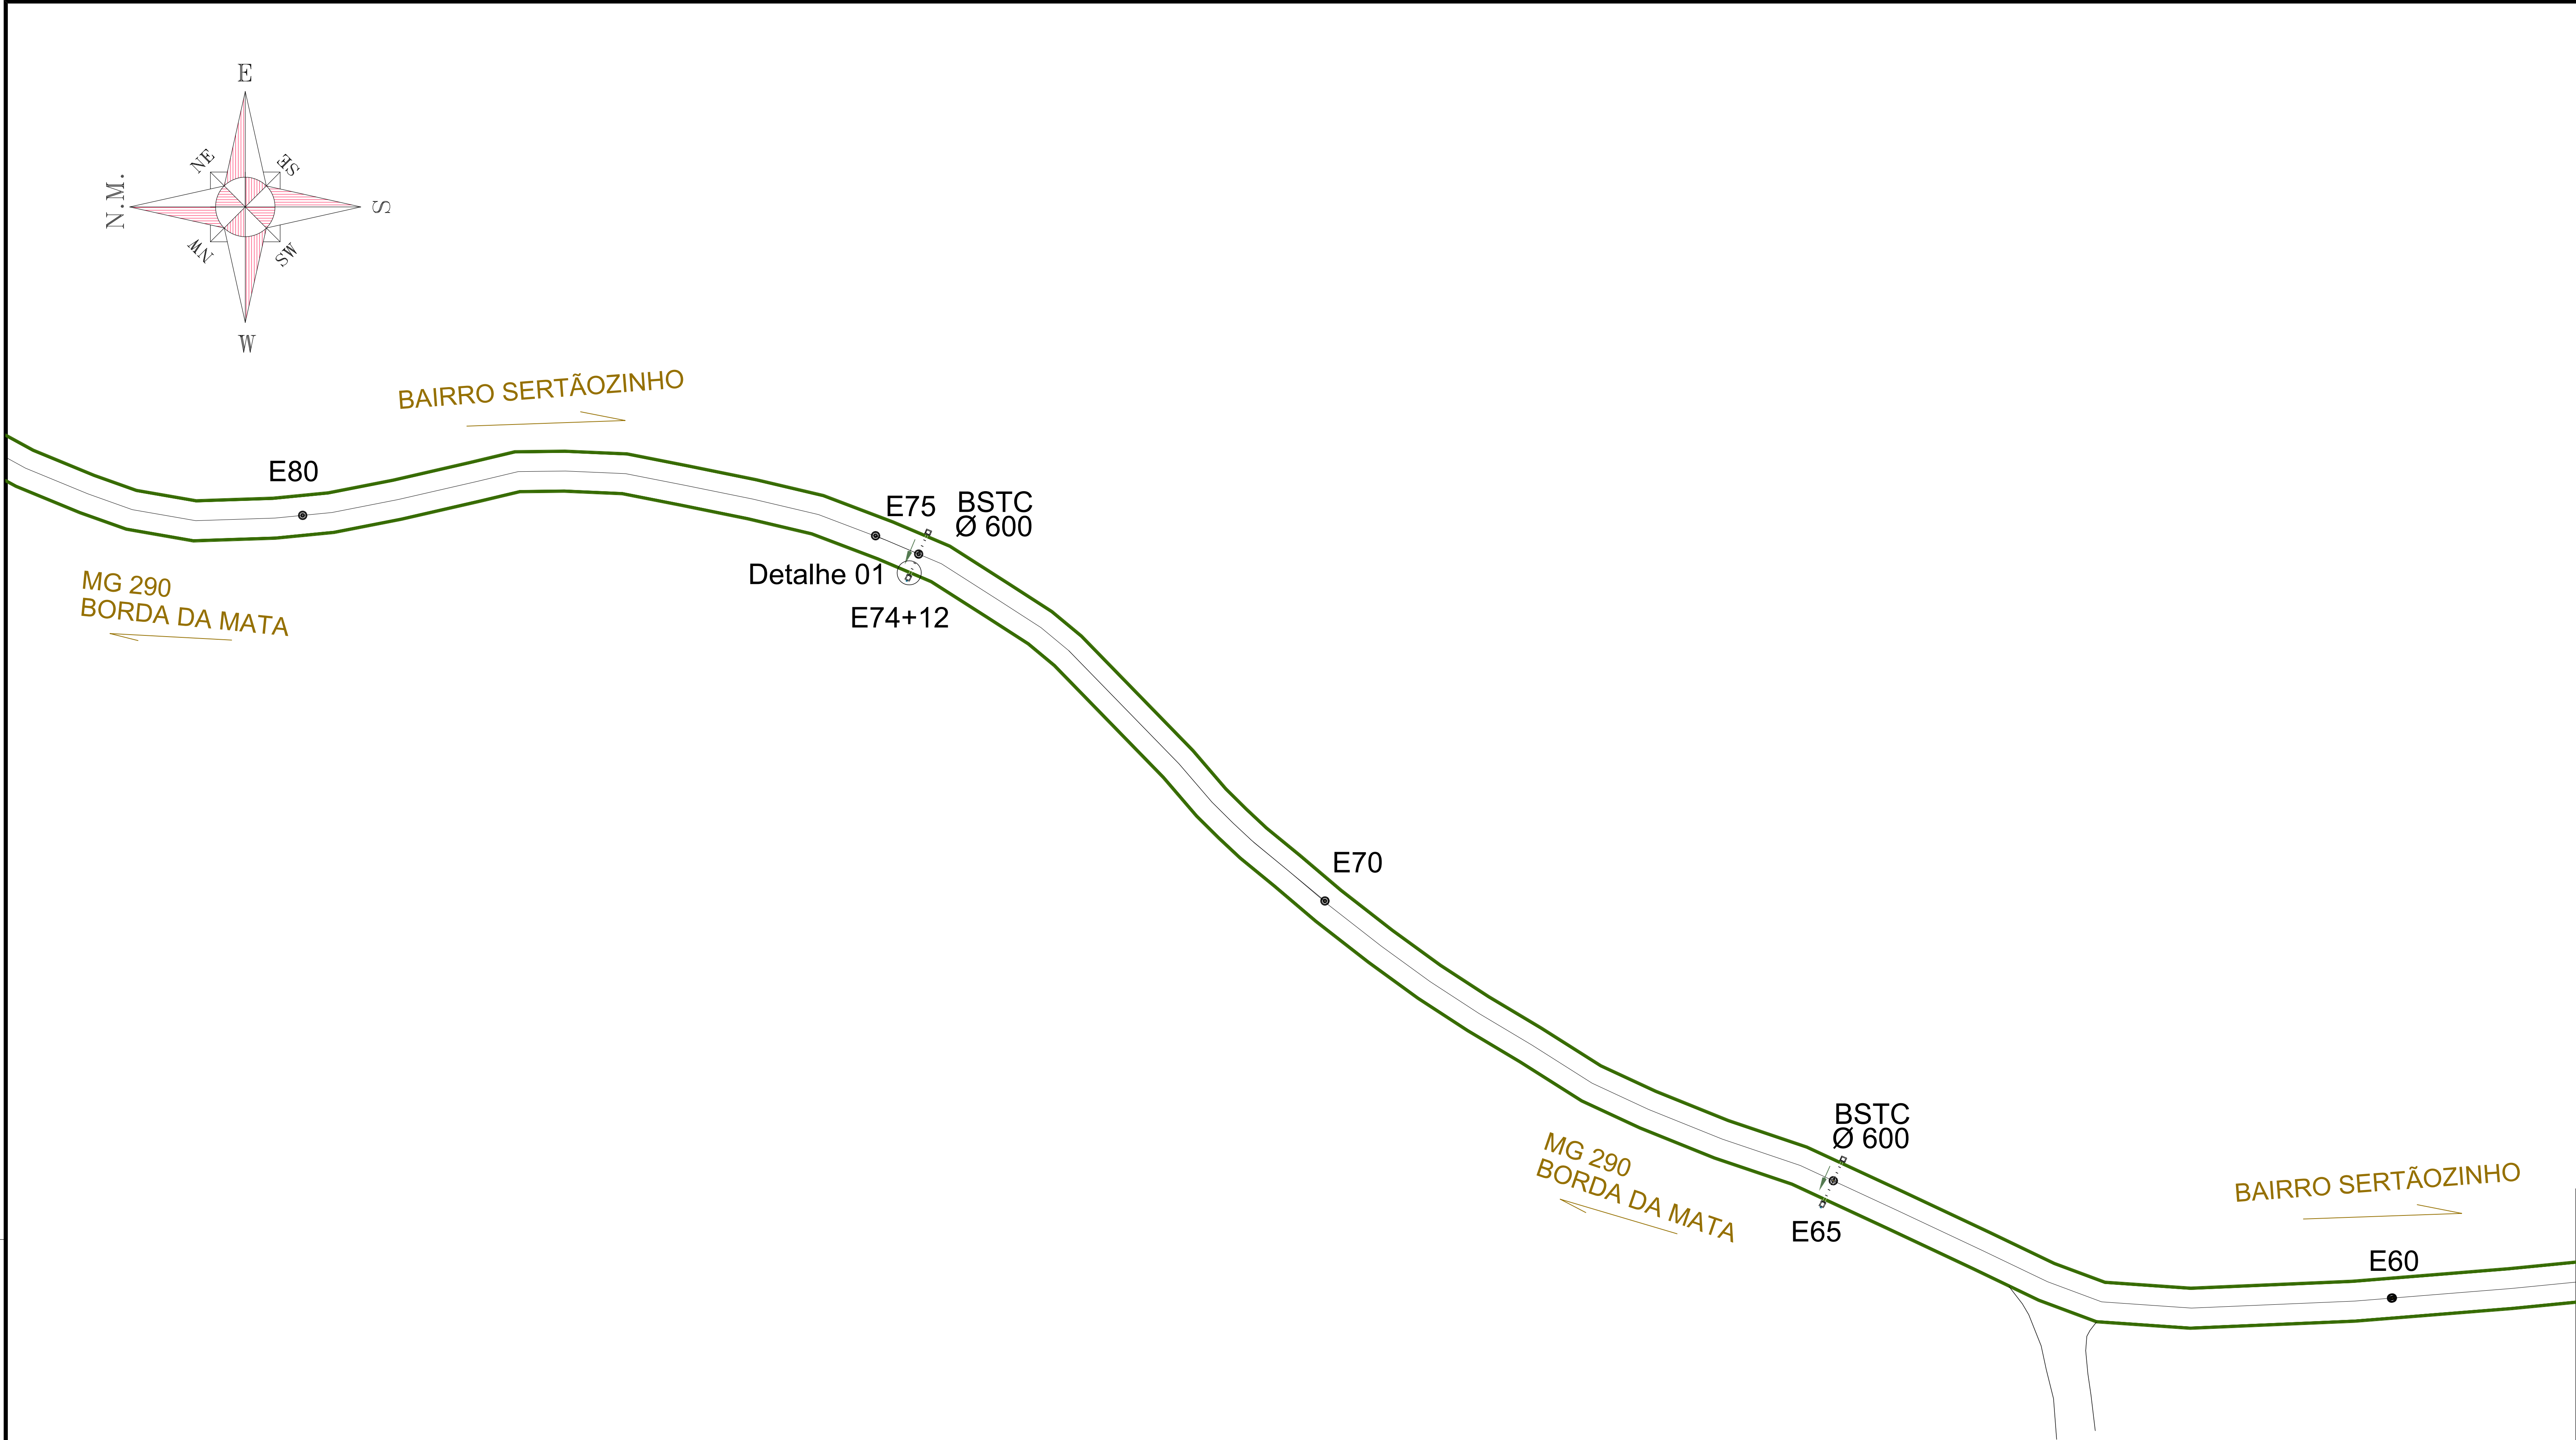 E
NE
SE
N.M.
S
NW
SW
W
BAIRRO SERTÃOZINHO
E80
E75
BSTC
Ø 600
Detalhe 01
E74+12
MG 290
BORDA DA MATA
E70
BSTC
Ø 600
MG 290
BORDA DA MATA
E65
BAIRRO SERTÃOZINHO
E60